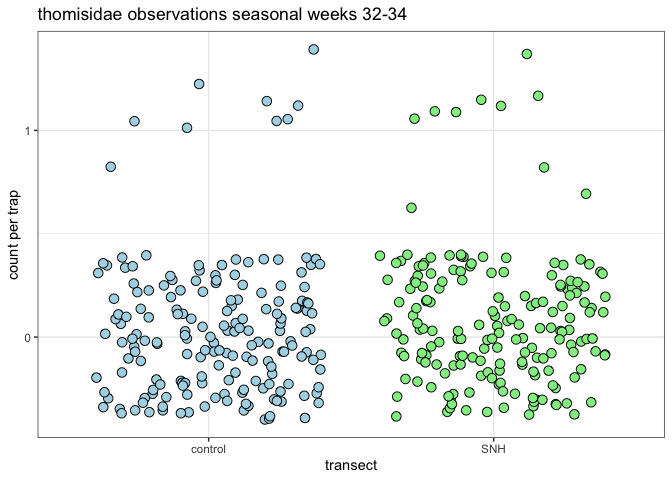 thomisidae observations seasonal weeks 32-34
count per trap
1
0
control SNH
transect